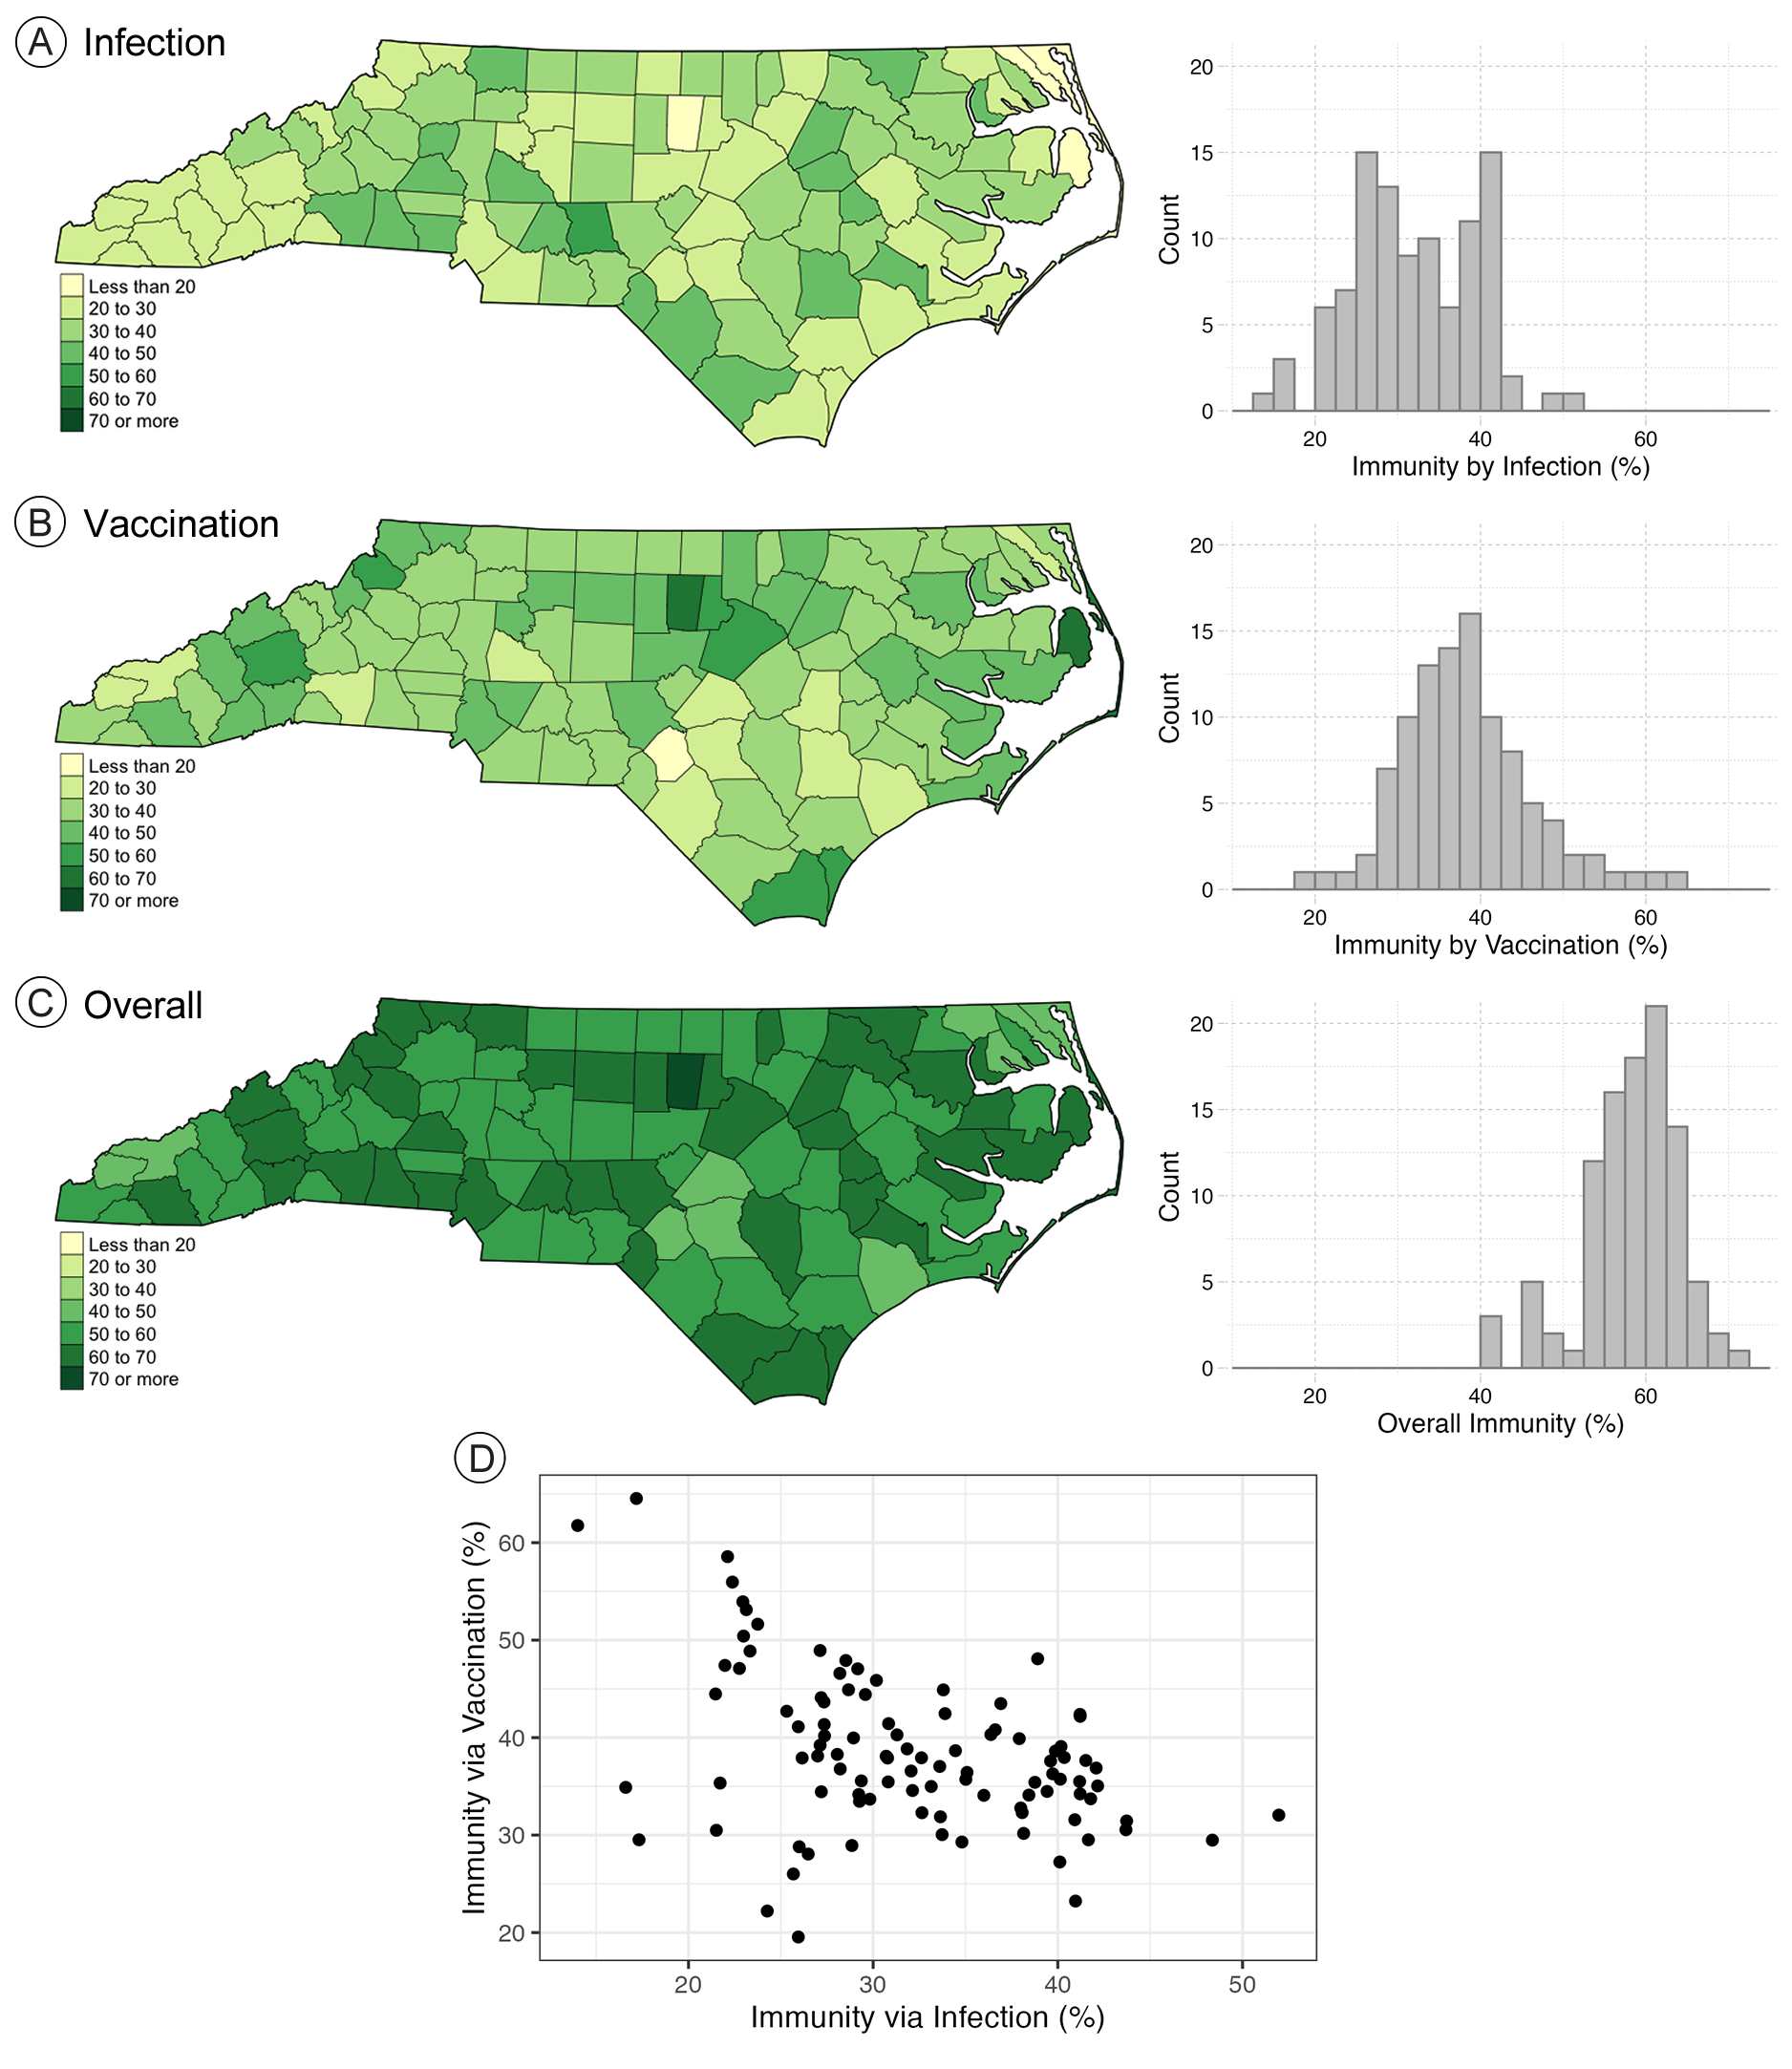 A Infection
Less than 20
20 to 30
30 to 40
40 to 50
50 to 60
60 to 70
70 or more
20
15
10
5
0
Count
20 40 60
Immunity by Infection (%)
B Vaccination
Less than 20
20 to 30
30 to 40
40 to 50
50 to 60
60 to 70
70 or more
20
15
10
5
0
Count
20 40 60
Immunity by Vaccination (%)
C Overall
Less than 20
20 to 30
30 to 40
40 to 50
50 to 60
60 to 70
70 or more
20
15
10
5
0
Count
20 40 60
Overall Immunity (%)
D
60
50
40
30
20
Immunity via Vaccination (%)
20 30 40 50
Immunity via Infection (%)